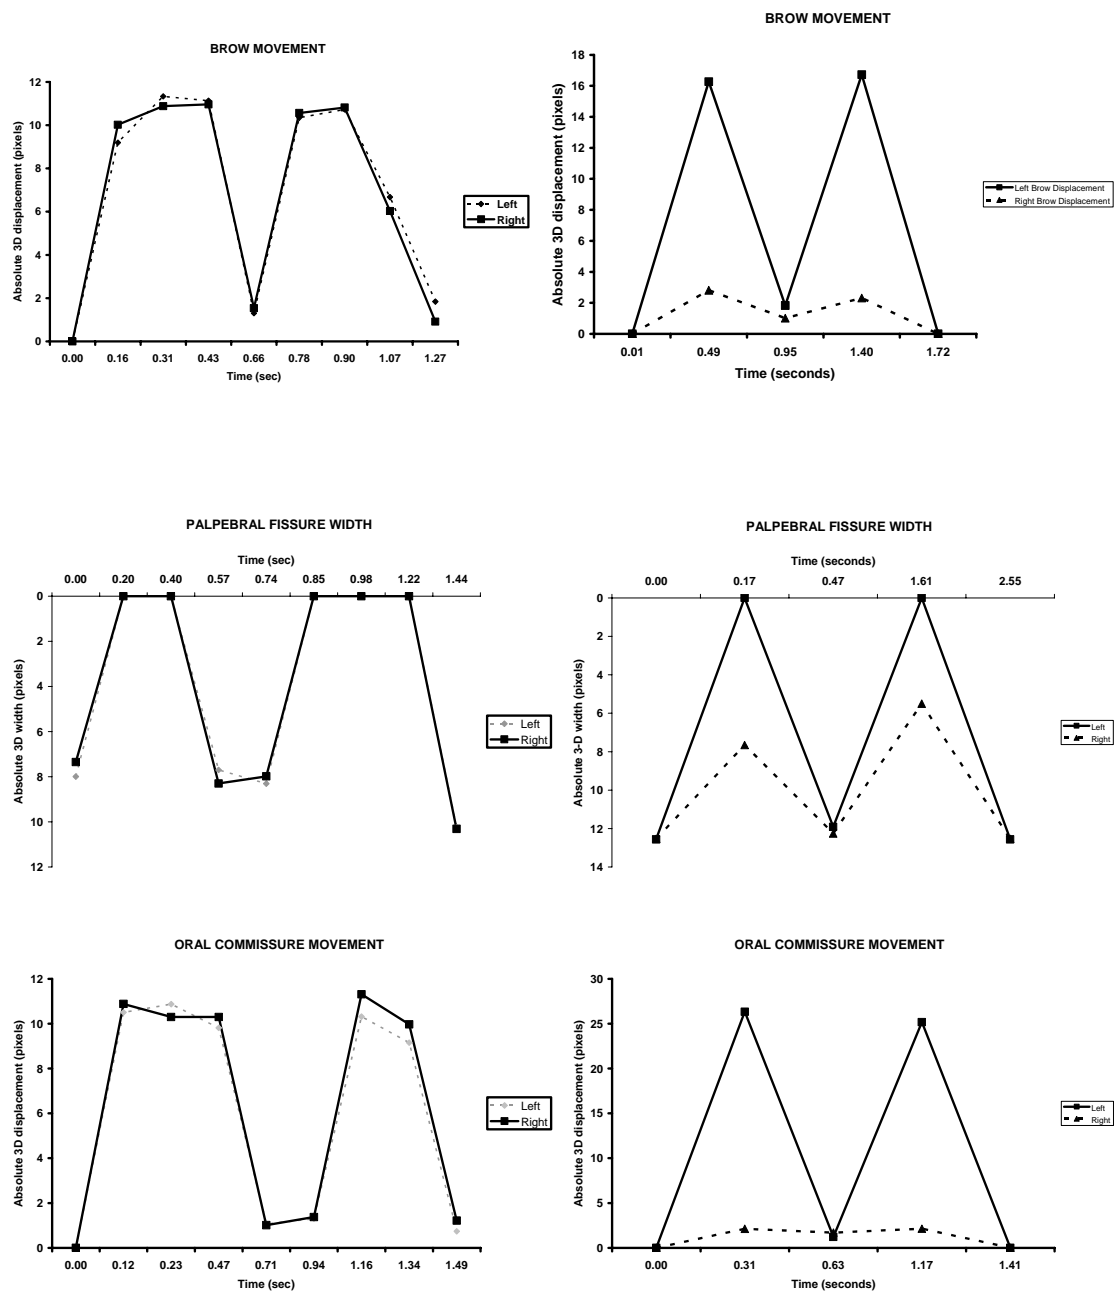 BROW MOVEMENT
Absolute 3D displacement (pixels)
12
10
8
6
4
2
0
0.00 0.16 0.31 0.43 0.66 0.78 0.90 1.07 1.27
Time (sec)
Left
Right
BROW MOVEMENT
Absolute 3D displacement (pixels)
18
16
14
12
10
8
6
4
2
0
0.01 0.49 0.95 1.40 1.72
Time (seconds)
Left Brow Displacement
Right Brow Displacement
PALPEBRAL FISSURE WIDTH
Time (sec)
0.00 0.20 0.40 0.57 0.74 0.85 0.98 1.22 1.44
Absolute 3D width (pixels)
0
2
4
6
8
10
12
Left
Right
PALPEBRAL FISSURE WIDTH
Time (seconds)
0.00 0.17 0.47 1.61 2.55
Absolute 3-D width (pixels)
0
2
4
6
8
10
12
14
Left
Right
ORAL COMMISSURE MOVEMENT
Absolute 3D displacement (pixels)
12
10
8
6
4
2
0
0.00 0.12 0.23 0.47 0.71 0.94 1.16 1.34 1.49
Time (sec)
Left
Right
ORAL COMMISSURE MOVEMENT
Absolute 3D displacement (pixels)
30
25
20
15
10
5
0
0.00 0.31 0.63 1.17 1.41
Time (seconds)
Left
Right